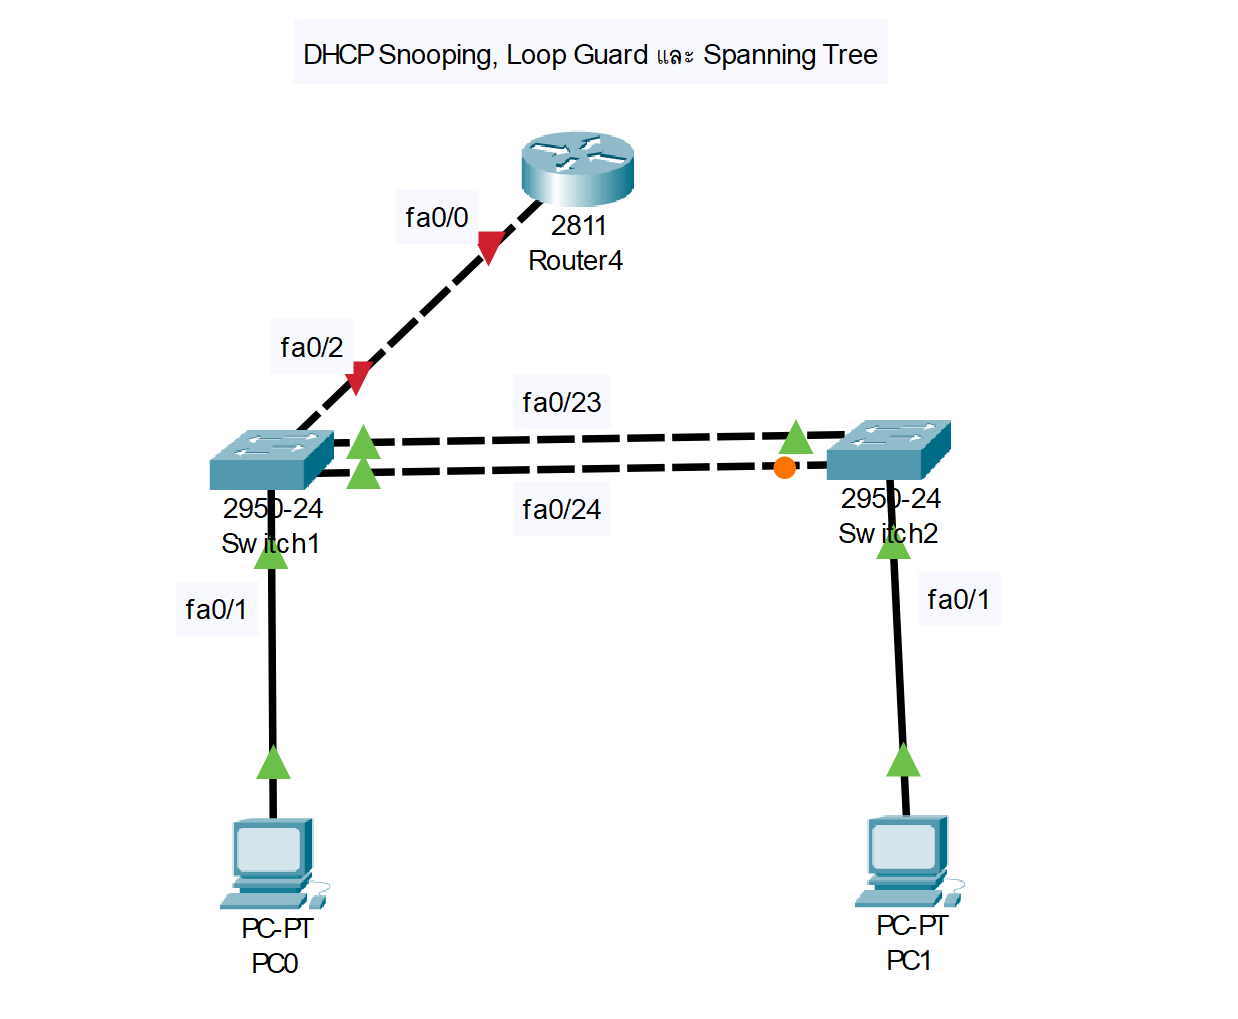 DHCP Snooping, Loop Guard และ Spanning Tree
fa0/0
2811
Router4
fa0/2
fa0/23
2950-24
Switch1
2950-24
Switch2
fa0/24
fa0/1
fa0/1
PC-PT
PC0
PC-PT
PC1